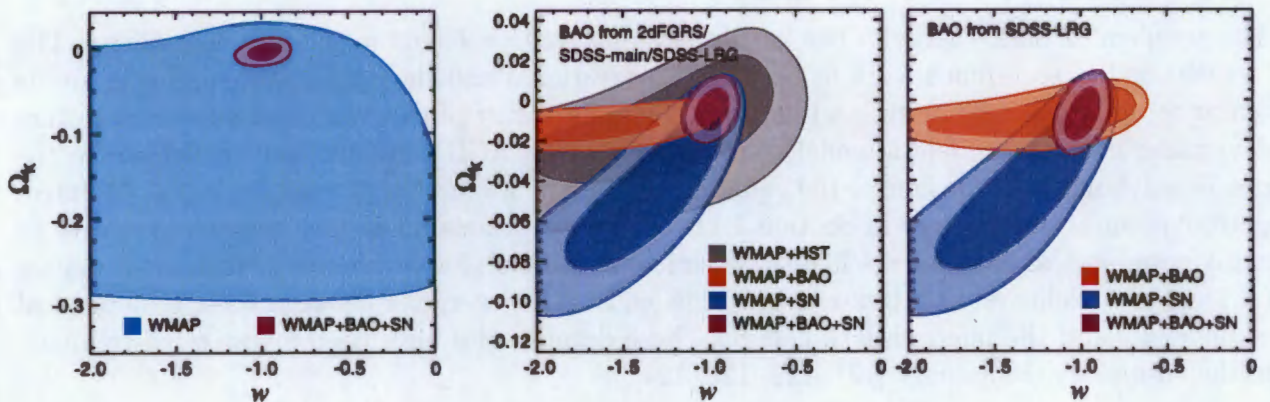 0
-0.1
-0.2
-0.3
Ωk
WMAP
WMAP+BAO+SN
-2.0
-1.5
-1.0
-0.5
0
w
0.04
0.02
0
-0.02
-0.04
-0.06
-0.08
-0.10
-0.12
Ωk
BAO from 2dFGRS/
SDSS-main/SDSS-LRG
WMAP+HST
WMAP+BAO
WMAP+SN
WMAP+BAO+SN
-2.0
-1.5
-1.0
-0.5
0
w
BAO from SDSS-LRG
WMAP+BAO
WMAP+SN
WMAP+BAO+SN
-2.0
-1.5
-1.0
-0.5
0
w